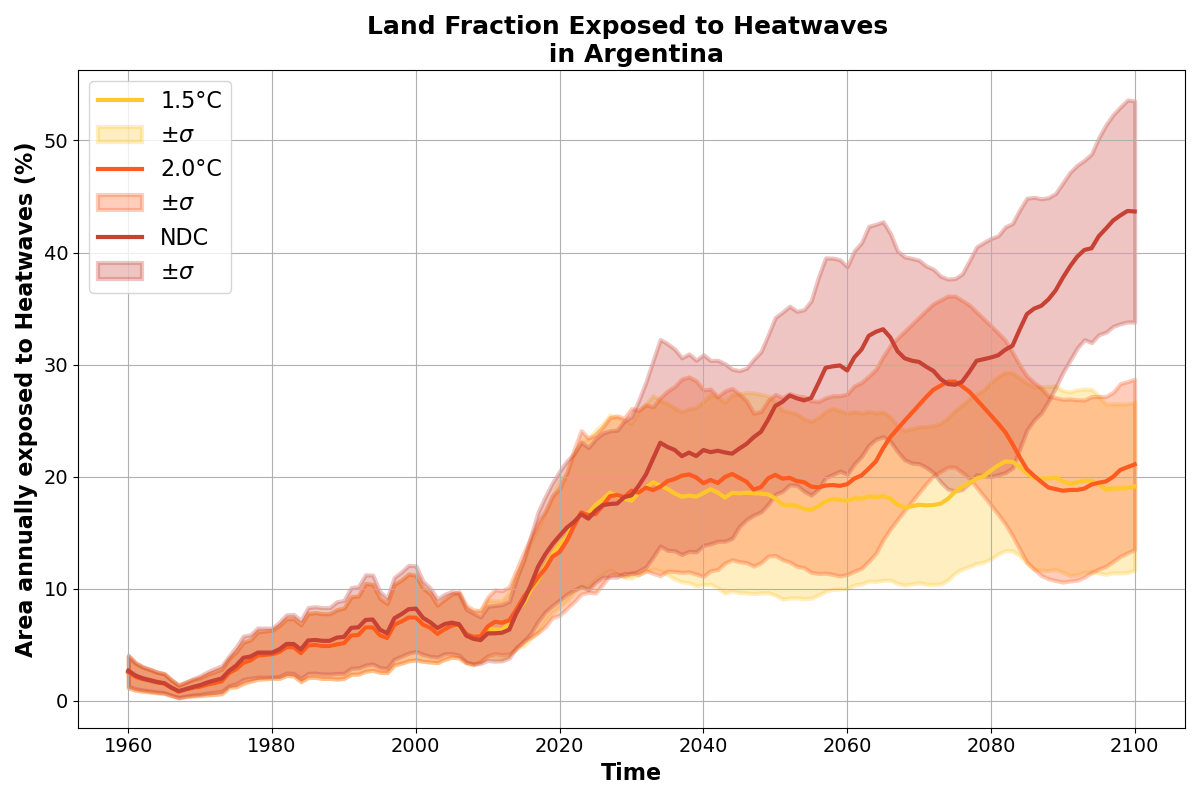 Land Fraction Exposed to Heatwaves
in Argentina
1.5°C
±σ
2.0°C
±σ
NDC
±σ
Area annually exposed to Heatwaves (%)
50
40
30
20
10
0
1960
1980
2000
2020
2040
2060
2080
2100
Time